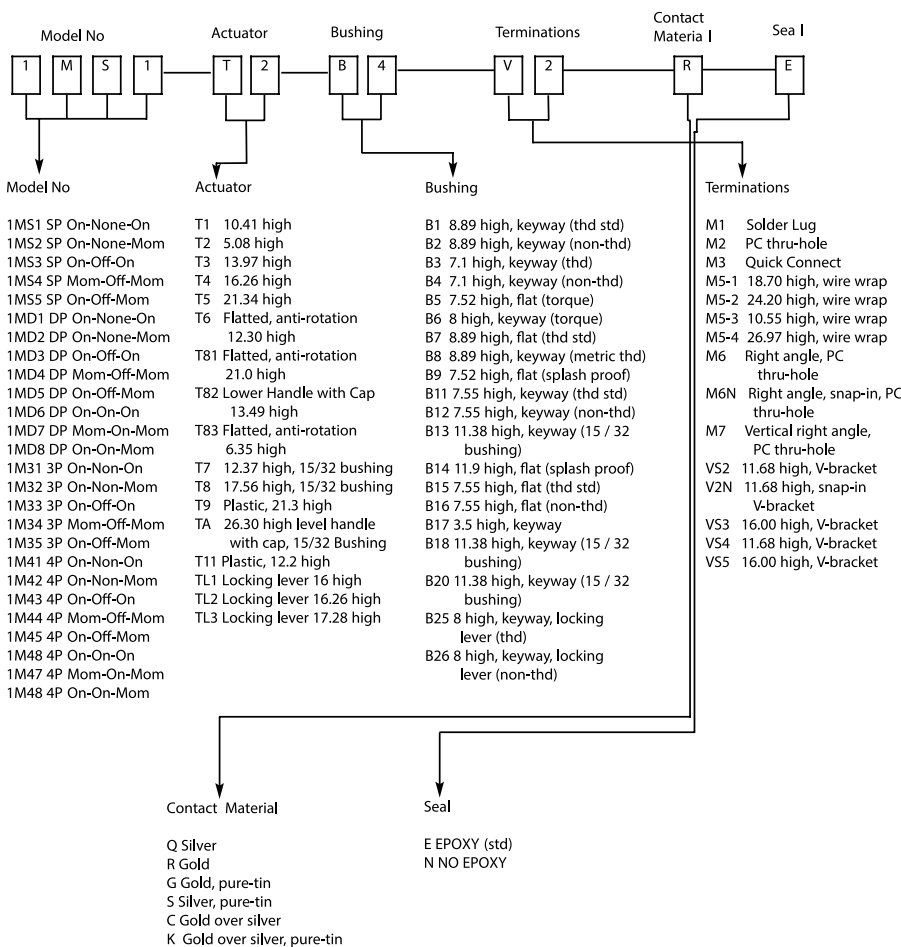 Model No
Actuator
Bushing
Terminations
Contact
Materia l
Sea l
1 M S 1 T 2 B 4 V 2 R E
Model No
1MS1 SP On-None-On
1MS2 SP On-None-Mom
1MS3 SP On-Off-On
1MS4 SP Mom-Off-Mom
1MS5 SP On-Off-Mom
1MD1 DP On-None-On
1MD2 DP On-None-Mom
1MD3 DP On-Off-On
1MD4 DP Mom-Off-Mom
1MD5 DP On-Off-Mom
1MD6 DP On-On-On
1MD7 DP Mom-On-Mom
1MD8 DP On-On-Mom
1M31 3P On-Non-On
1M32 3P On-Non-Mom
1M33 3P On-Off-On
1M34 3P Mom-Off-Mom
1M35 3P On-Off-Mom
1M41 4P On-Non-On
1M42 4P On-Non-Mom
1M43 4P On-Off-On
1M44 4P Mom-Off-Mom
1M45 4P On-Off-Mom
1M48 4P On-On-On
1M47 4P Mom-On-Mom
1M48 4P On-On-Mom
Actuator
T1 10.41 high
T2 5.08 high
T3 13.97 high
T4 16.26 high
T5 21.34 high
T6 Flatted, anti-rotation
12.30 high
T81 Flatted, anti-rotation
21.0 high
T82 Lower Handle with Cap
13.49 high
T83 Flatted, anti-rotation
6.35 high
T7 12.37 high, 15/32 bushing
T8 17.56 high, 15/32 bushing
T9 Plastic, 21.3 high
TA 26.30 high level handle
with cap, 15/32 Bushing
T11 Plastic, 12.2 high
TL1 Locking lever 16 high
TL2 Locking lever 16.26 high
TL3 Locking lever 17.28 high
Bushing
B1 8.89 high, keyway (thd std)
B2 8.89 high, keyway (non-thd)
B3 7.1 high, keyway (thd)
B4 7.1 high, keyway (non-thd)
B5 7.52 high, flat (torque)
B6 8 high, keyway (torque)
B7 8.89 high, flat (thd std)
B8 8.89 high, keyway (metric thd)
B9 7.52 high, flat (splash proof)
B11 7.55 high, keyway (thd std)
B12 7.55 high, keyway (non-thd)
B13 11.38 high, keyway (15 / 32
bushing)
B14 11.9 high, flat (splash proof)
B15 7.55 high, flat (thd std)
B16 7.55 high, flat (non-thd)
B17 3.5 high, keyway
B18 11.38 high, keyway (15 / 32
bushing)
B20 11.38 high, keyway (15 / 32
bushing)
B25 8 high, keyway, locking
lever (thd)
B26 8 high, keyway, locking
lever (non-thd)
Terminations
M1 Solder Lug
M2 PC thru-hole
M3 Quick Connect
M5-1 18.70 high, wire wrap
M5-2 24.20 high, wire wrap
M5-3 10.55 high, wire wrap
M5-4 26.97 high, wire wrap
M6 Right angle, PC
thru-hole
M6N Right angle, snap-in, PC
thru-hole
M7 Vertical right angle,
PC thru-hole
VS2 11.68 high, V-bracket
V2N 11.68 high, snap-in
V-bracket
VS3 16.00 high, V-bracket
VS4 11.68 high, V-bracket
VS5 16.00 high, V-bracket
Contact Material
Q Silver
R Gold
G Gold, pure-tin
S Silver, pure-tin
C Gold over silver
K Gold over silver, pure-tin
Seal
E EPOXY (std)
N NO EPOXY